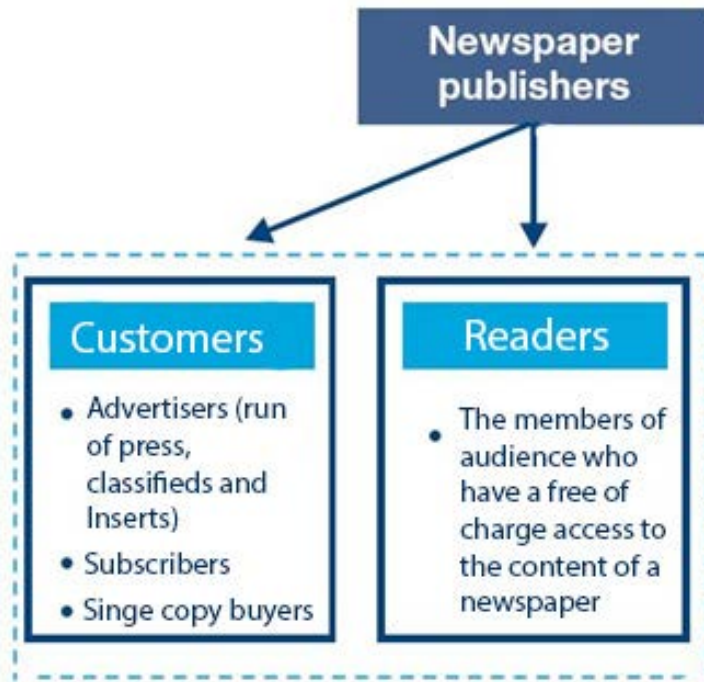 Newspaper
publishers
Customers
• Advertisers (run
of press,
classifieds and
Inserts)
• Subscribers
• Singe copy buyers
Readers
• The members of
audience who
have a free of
charge access to
the content of a
newspaper